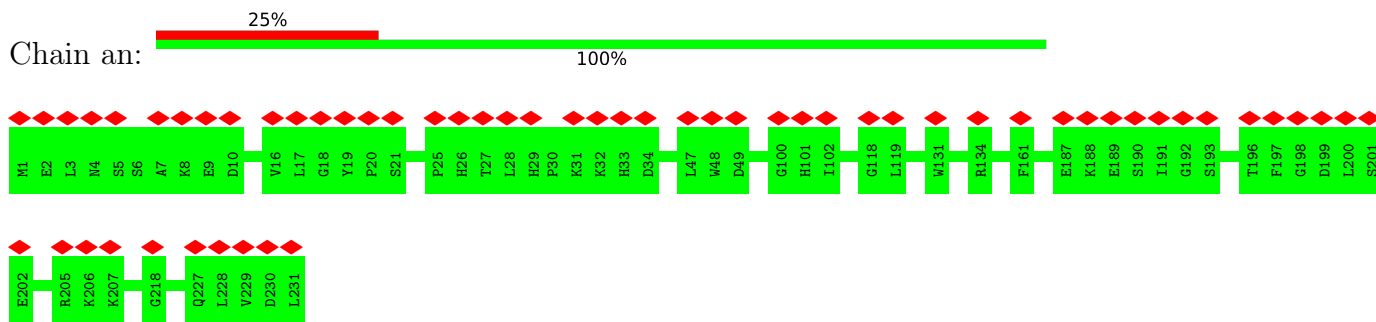 25%
Chain an:
100%
M1 E2 L3 N4 S5 S6 A7 K8 E9 D10 V16 L17 G18 Y19 P20 S21 P25 H26 T27 L28 H29 P30 K31 K32 H33 D34 L47 W48 D49 G100 H101 I102 G118 L119 W131 R134 F161 E187 K188 E189 S190 I191 G192 S193 T196 F197 G198 D199 L200 S201
E202 R205 K206 K207 G218 Q227 L228 V229 D230 L231